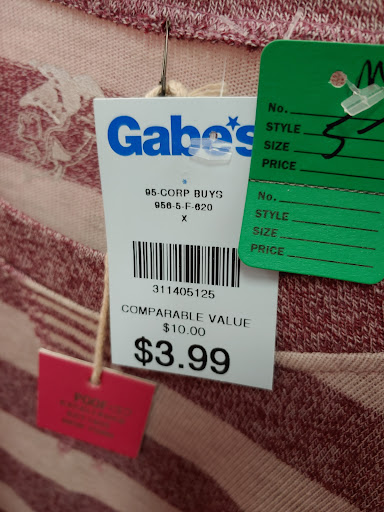 Gabe's
95-CORP BUYS
956-5-F-620
X
311405125
COMPARABLE VALUE
$10.00
$3.99
M
No.
STYLE
SIZE
PRICE
No.
STYLE
SIZE
PRICE